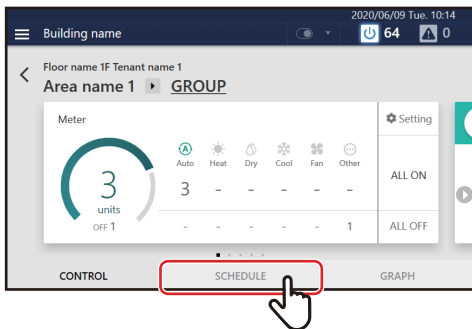 2020/06/09 Tue. 10:14
Building name
64
0
Floor name 1F Tenant name 1
Area name 1
GROUP
Meter
Setting
A
Auto Heat Dry Cool Fan Other
3 - - - - -
3
units
OFF 1
- - - - - 1
ALL ON
ALL OFF
CONTROL SCHEDULE GRAPH